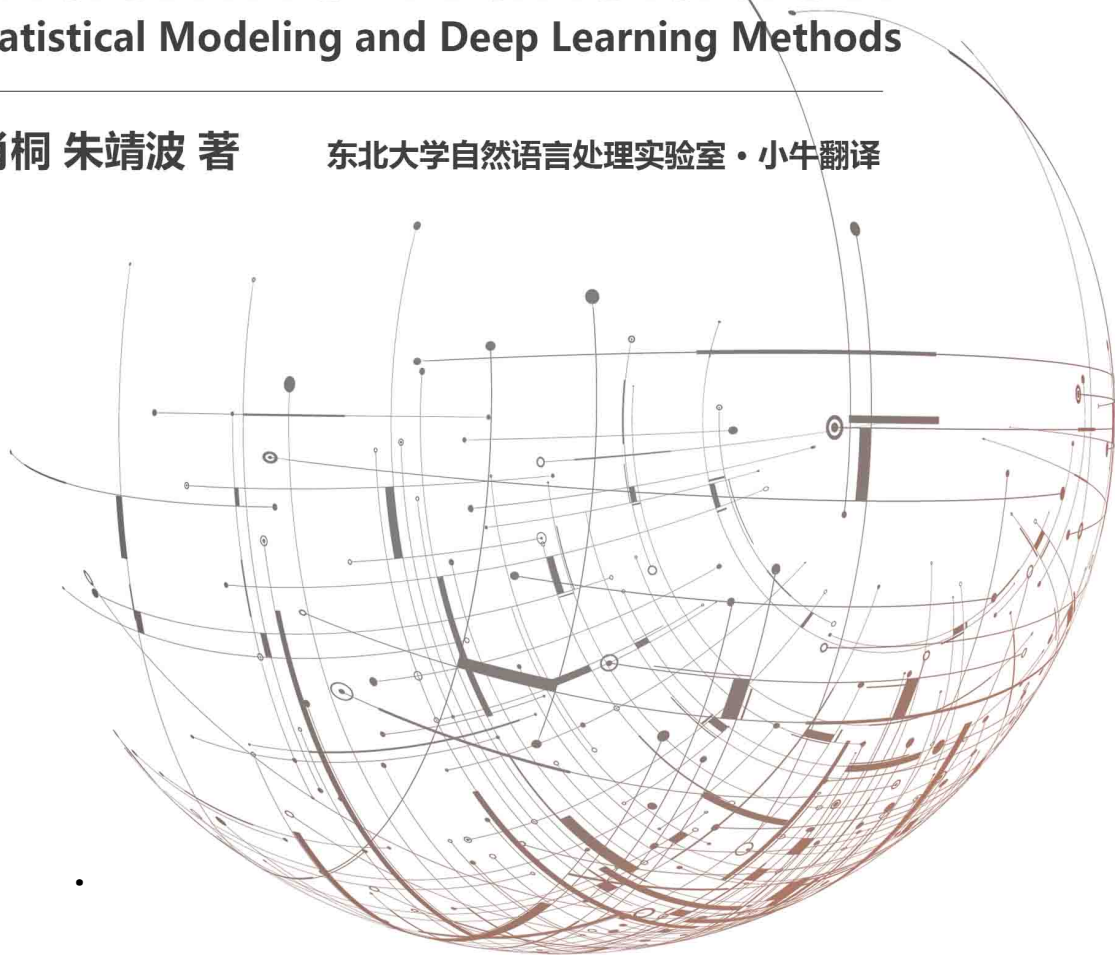 atistical Modeling and Deep Learning Methods
桐 朱靖波 著 东北大学自然语言处理实验室 • 小牛翻译